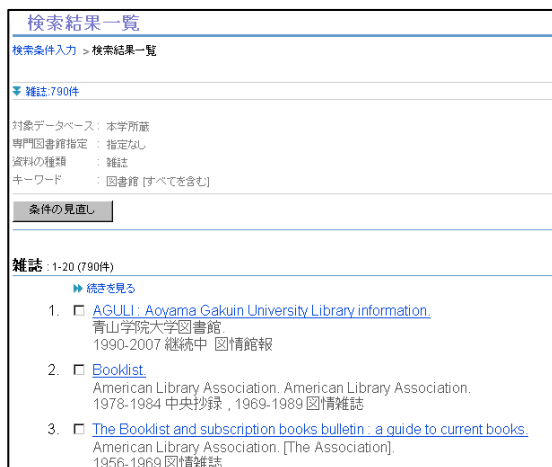 検索結果一覧
検索条件入力 >検索結果一覧
雑誌:790件
対象データベース: 本学所蔵
専門図書館指定 : 指定なし
資料の種類 : 雑誌
キーワード : 図書館 [すべてを含む]
条件の見直し
雑誌 : 1-20 (790件)
続きを見る
1. AGULI : Aoyama Gakuin University Library information.
青山学院大学図書館.
1990-2007 継続中 図情館報
2. Booklist.
American Library Association. American Library Association.
1978-1984 中央抄録 , 1969-1989 図情雑誌
3. The Booklist and subscription books bulletin : a guide to current books.
American Library Association. [The Association].
1956-1969 図情雑誌